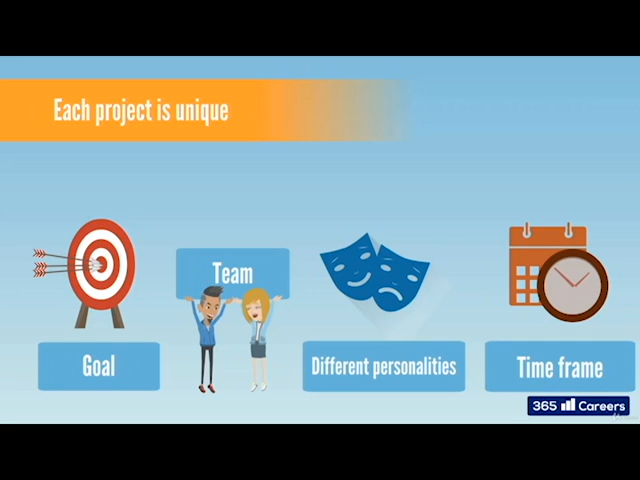 Each project is unique
Team
Goal
Different personalities
Time frame
365 Careers